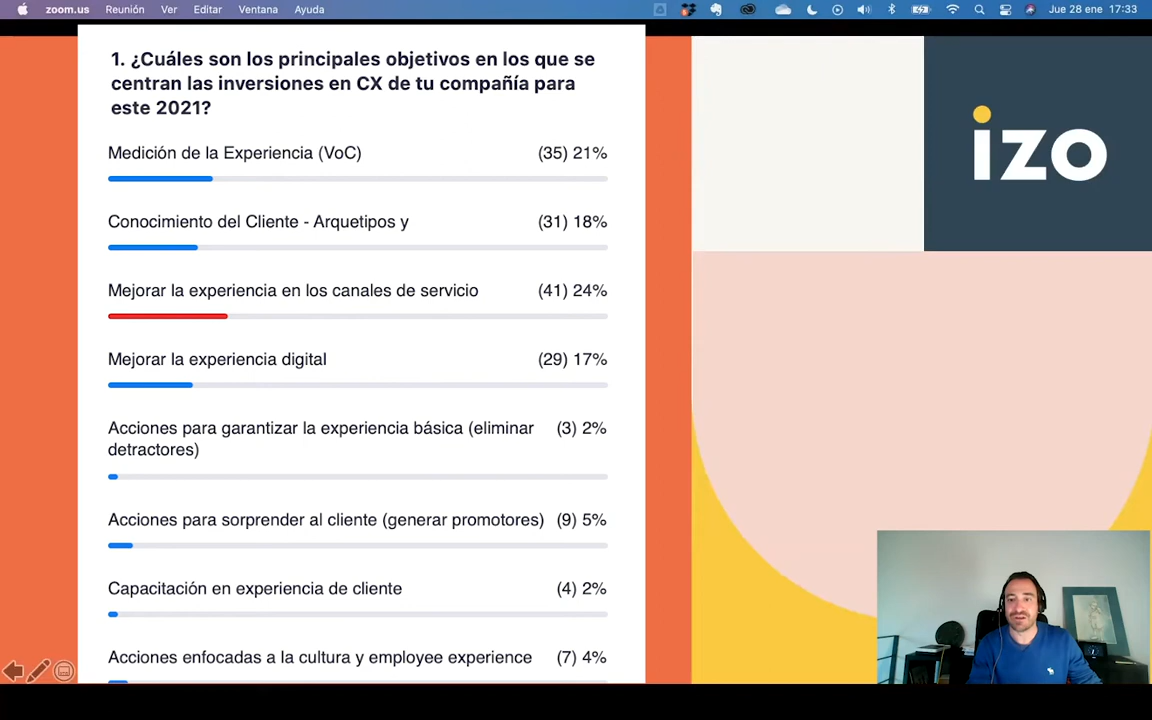 zoom.us Reunión Ver Editar Ventana Ayuda Jue 28 ene 17:33
1. ¿Cuáles son los principales objetivos en los que se
centran las inversiones en CX de tu compañía para
este 2021?
Medición de la Experiencia (VoC) (35) 21%
Conocimiento del Cliente - Arquetipos y (31) 18%
Mejorar la experiencia en los canales de servicio (41) 24%
Mejorar la experiencia digital (29) 17%
Acciones para garantizar la experiencia básica (eliminar (3) 2%
detractores)
Acciones para sorprender al cliente (generar promotores) (9) 5%
Capacitación en experiencia de cliente (4) 2%
Acciones enfocadas a la cultura y employee experience (7) 4%
izo